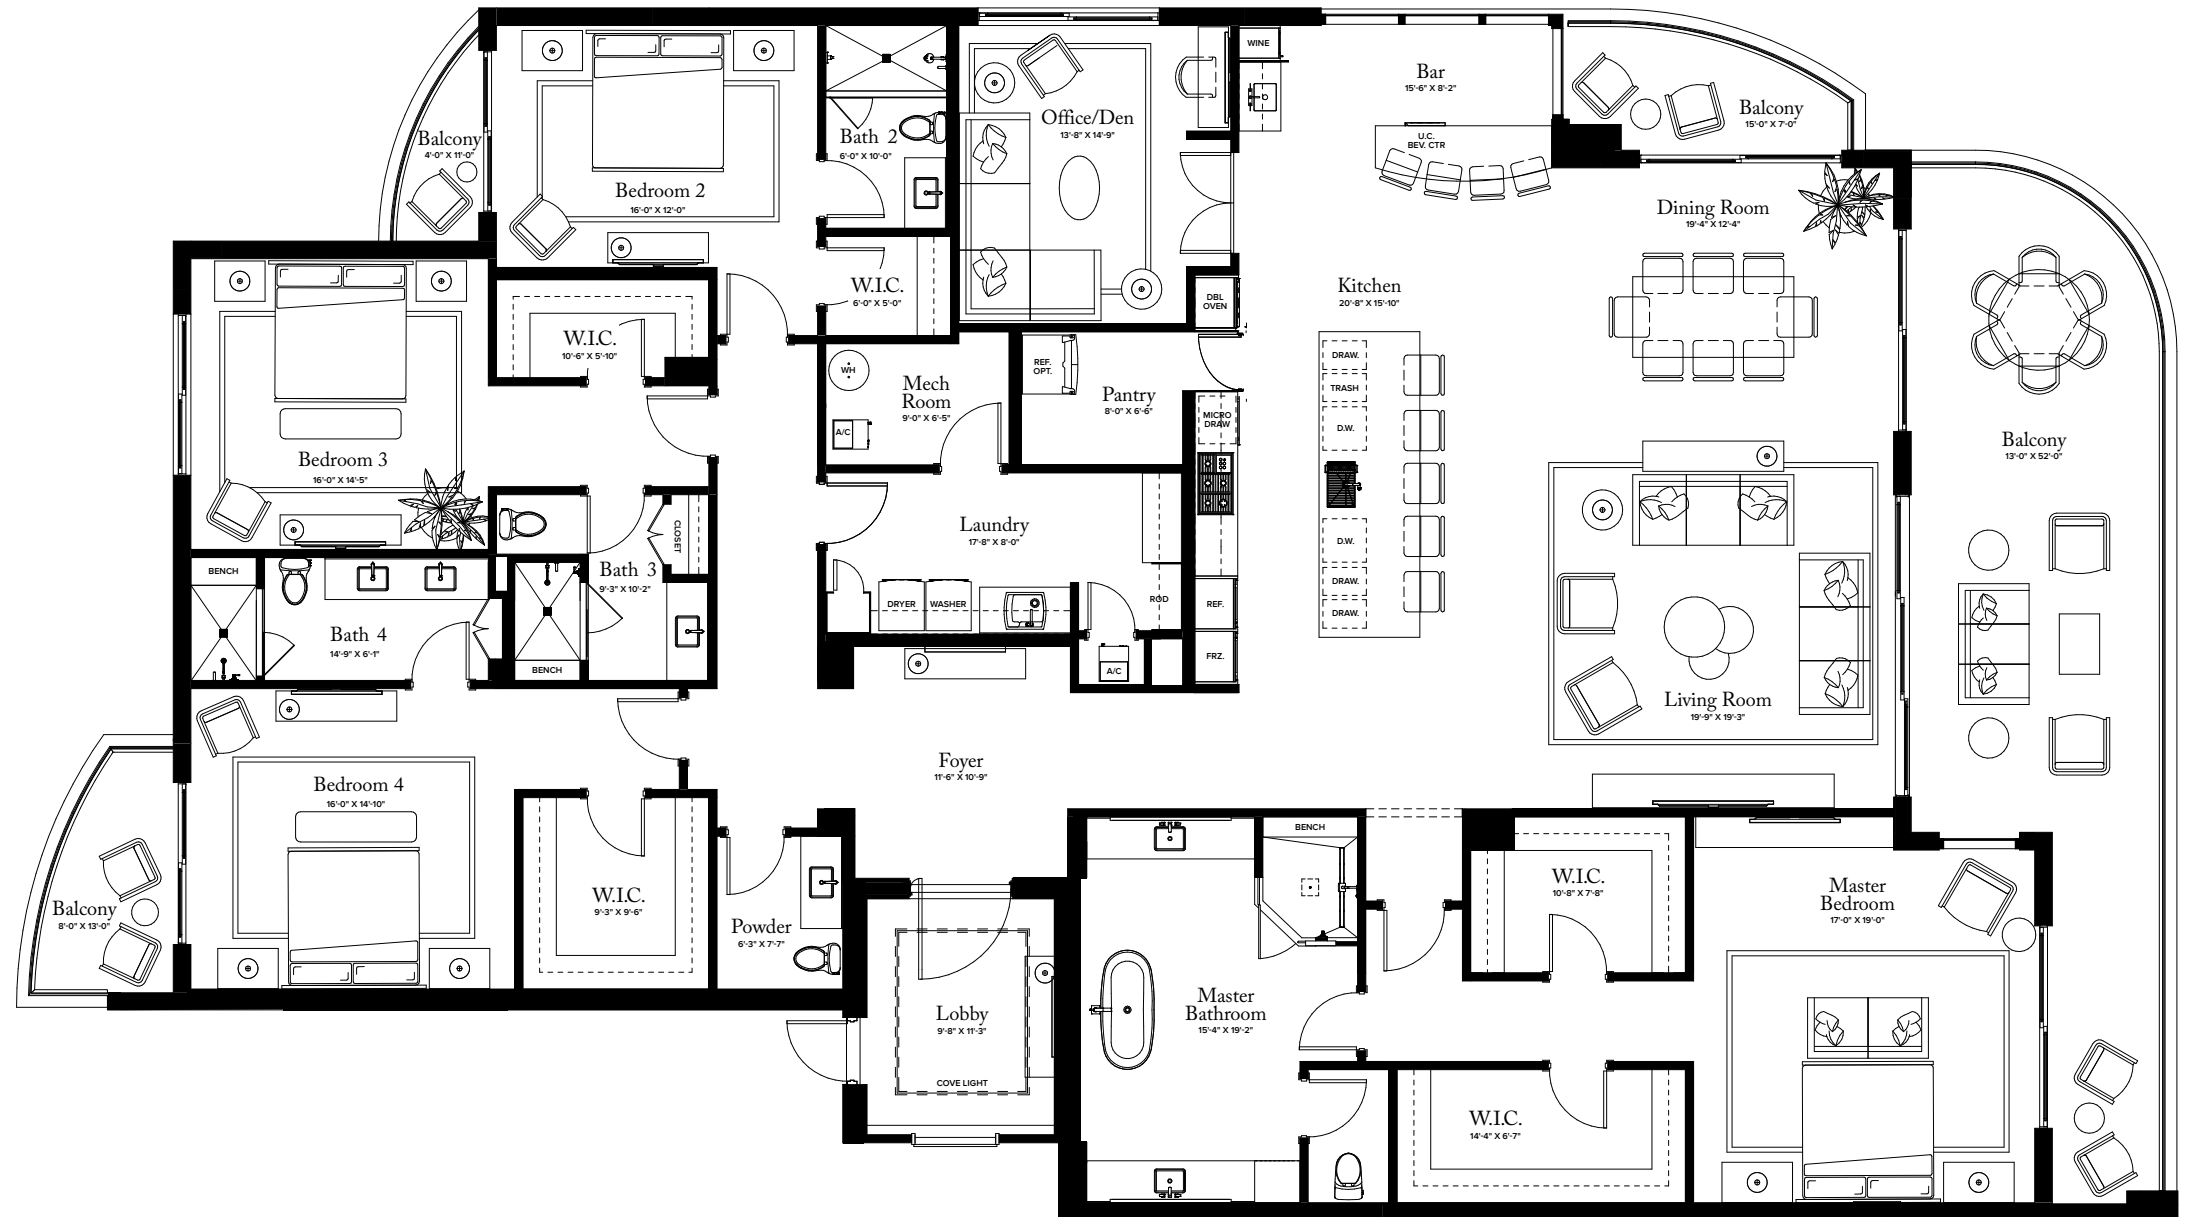 WINE
Bar
15'-6" X 8'-2"
Balcony
15'-0" X 7'-0"
Office/Den
13'-8" X 14'-9"
U.C.
BEV. CTR
Balcony
4'-0" X 11'-0"
Bath 2
6'-0" X 10'-0"
Bedroom 2
16'-0" X 12'-0"
Dining Room
19'-4" X 12'-4"
W.I.C.
6'-0" X 5'-0"
DBL
OVEN
Kitchen
20'-8" X 15'-10"
W.I.C.
10'-6" X 5'-10"
WH
Mech
Room
9'-0" X 6'-5"
A/C
REF.
OPT.
Pantry
8'-0" X 6'-6"
MICRO
DRAW
DRAW.
TRASH
D.W.
Balcony
13'-0" X 52'-0"
Bedroom 3
16'-0" X 14'-5"
CLOSET
Laundry
17'-8" X 8'-0"
D.W.
DRAW.
DRAW.
BENCH
Bath 3
9'-3" X 10'-2"
DRYER
WASHER
ROD
REF.
FRZ.
Bath 4
14'-9" X 6'-1"
BENCH
A/C
Living Room
19'-9" X 19'-3"
Foyer
11'-6" X 10'-9"
Bedroom 4
16'-0" X 14'-10"
BENCH
W.I.C.
10'-8" X 7'-8"
Master
Bedroom
17'-0" X 19'-0"
Balcony
8'-0" X 13'-0"
W.I.C.
9'-3" X 9'-6"
Powder
6'-3" X 7'-7"
Lobby
9'-8" X 11'-3"
COVE LIGHT
Master
Bathroom
15'-4" X 19'-2"
W.I.C.
14'-4" X 6'-7"